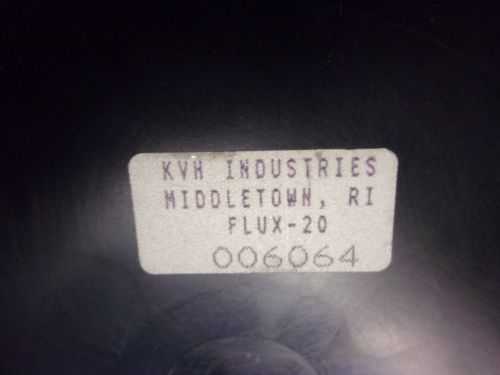 KVH INDUSTRIES
MIDDLETOWN, RI
FLUX-20
006064